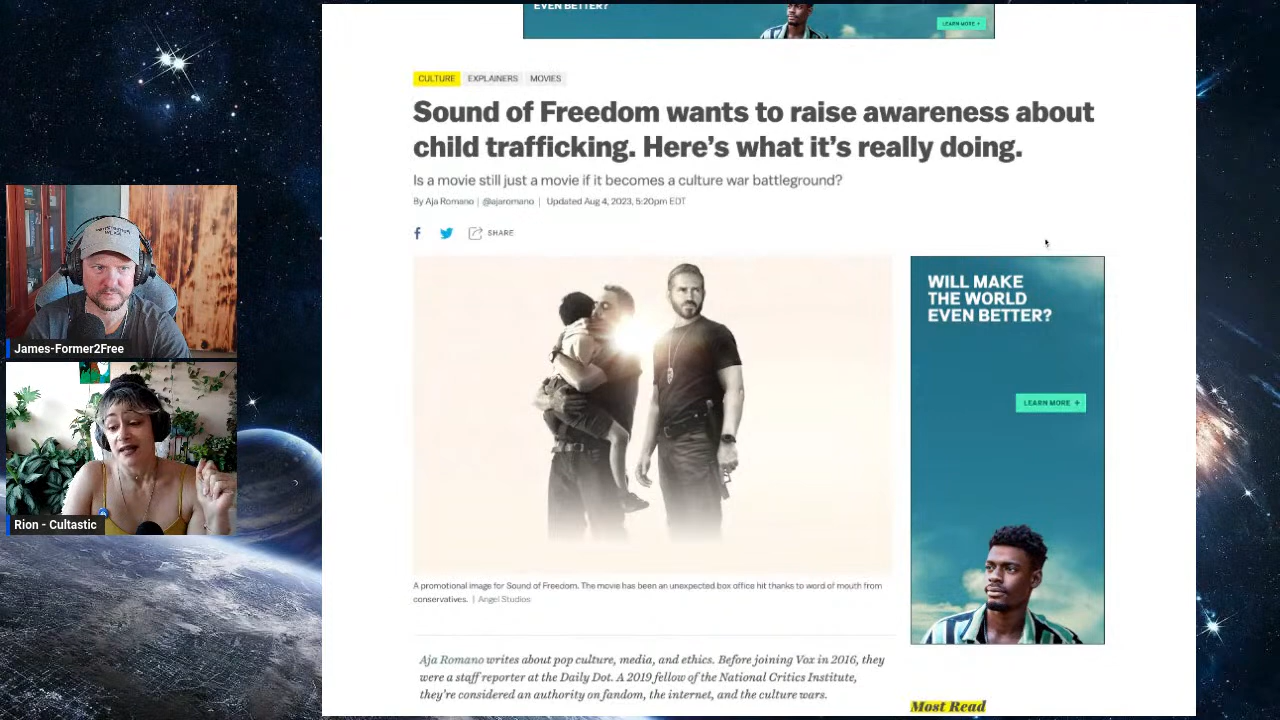 EVEN BETTER?
LEARN MORE +
CULTURE EXPLAINERS MOVIES
Sound of Freedom wants to raise awareness about
child trafficking. Here's what it's really doing.
Is a movie still just a movie if it becomes a culture war battleground?
By Aja Romano | @ajaromano | Updated Aug 4, 2023, 5:20pm EDT
SHARE
James-Former2Free
Rion - Cultastic
WILL MAKE
THE WORLD
EVEN BETTER?
LEARN MORE +
A promotional image for Sound of Freedom. The movie has been an unexpected box office hit thanks to word of mouth from
conservatives. | Angel Studios
Aja Romano writes about pop culture, media, and ethics. Before joining Vox in 2016, they
were a staff reporter at the Daily Dot. A 2019 fellow of the National Critics Institute,
they're considered an authority on fandom, the internet, and the culture wars.
Most Read